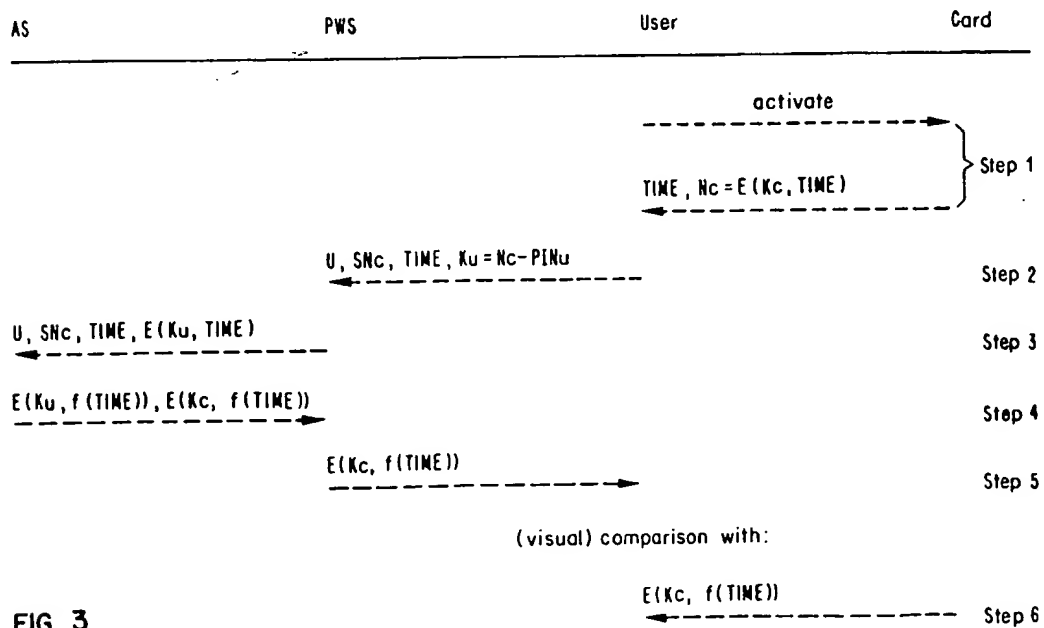 AS PWS User Card
activate
Step 1
TIME, Nc = E(Kc, TIME)
U, SNc, TIME, Ku = Nc-PINu
Step 2
U, SNc, TIME, E(Ku, TIME)
Step 3
E(Ku, f(TIME)), E(Kc, f(TIME))
Step 4
E(Kc, f(TIME))
Step 5
(visual) comparison with:
E(Kc, f(TIME))
Step 6
FIG. 3